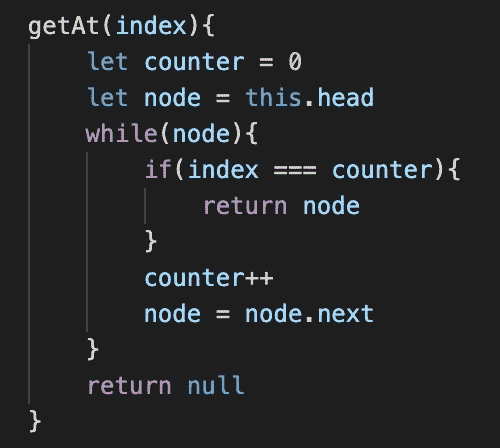 getAt(index){
    let counter = 0
    let node = this.head
    while(node){
        if(index === counter){
            return node
        }
        counter++
        node = node.next
    }
    return null
}